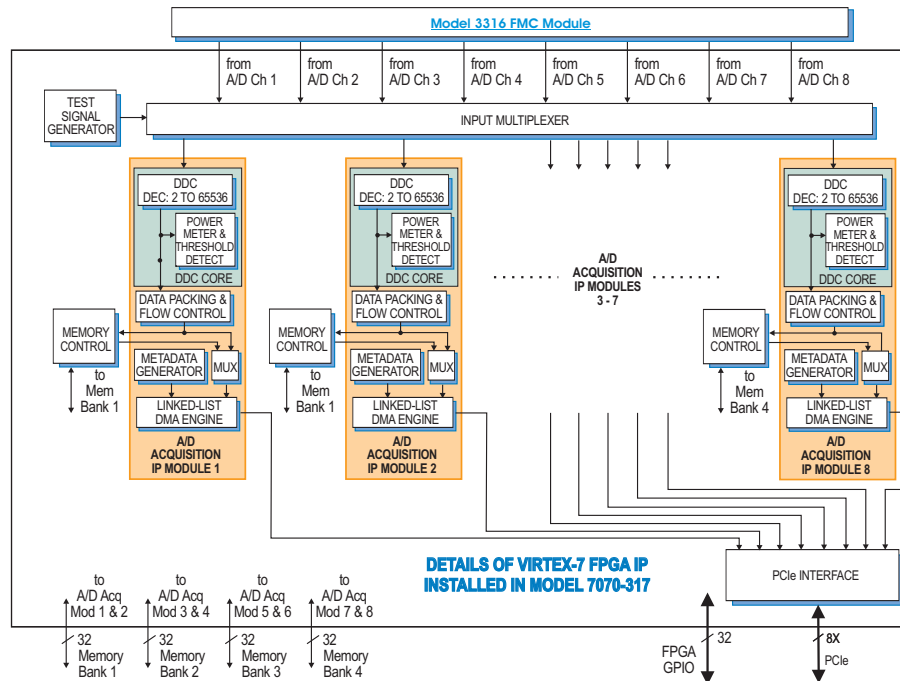 Model 3316 FMC Module
from A/D Ch 1
from A/D Ch 2
from A/D Ch 3
from A/D Ch 4
from A/D Ch 5
from A/D Ch 6
from A/D Ch 7
from A/D Ch 8
TEST
SIGNAL
GENERATOR
INPUT MULTIPLEXER
DDC
DEC: 2 TO 65536
POWER
METER &
THRESHOLD
DETECT
DDC CORE
DATA PACKING &
FLOW CONTROL
MEMORY
CONTROL
METADATA
GENERATOR
MUX
to
Mem
Bank 1
LINKED-LIST
DMA ENGINE
A/D
ACQUISITION
IP MODULE 1
DDC
DEC: 2 TO 65536
POWER
METER &
THRESHOLD
DETECT
DDC CORE
DATA PACKING &
FLOW CONTROL
MEMORY
CONTROL
METADATA
GENERATOR
MUX
to
Mem
Bank 1
LINKED-LIST
DMA ENGINE
A/D
ACQUISITION
IP MODULE 2
A/D
ACQUISITION
IP MODULES
3 - 7
DDC
DEC: 2 TO 65536
POWER
METER &
THRESHOLD
DETECT
DDC CORE
DATA PACKING &
FLOW CONTROL
MEMORY
CONTROL
METADATA
GENERATOR
MUX
to
Mem
Bank 4
LINKED-LIST
DMA ENGINE
A/D
ACQUISITION
IP MODULE 8
DETAILS OF VIRTEX-7 FPGA IP
INSTALLED IN MODEL 7070-317
PCIe INTERFACE
to
A/D Acq
Mod 1 & 2
to
A/D Acq
Mod 3 & 4
to
A/D Acq
Mod 5 & 6
to
A/D Acq
Mod 7 & 8
32
Memory
Bank 1
32
Memory
Bank 2
32
Memory
Bank 3
32
Memory
Bank 4
32
FPGA
GPIO
8X
PCIe